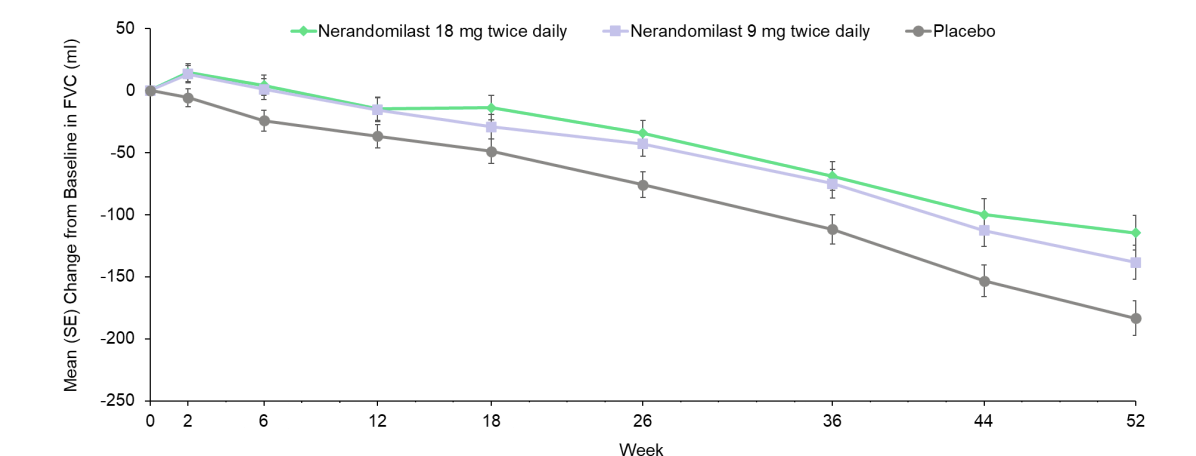 Nerandomilast 18 mg twice daily
Nerandomilast 9 mg twice daily
Placebo
Mean (SE) Change from Baseline in FVC (ml)
50
0
-50
-100
-150
-200
-250
0 2 6 12 18 26 36 44 52
Week